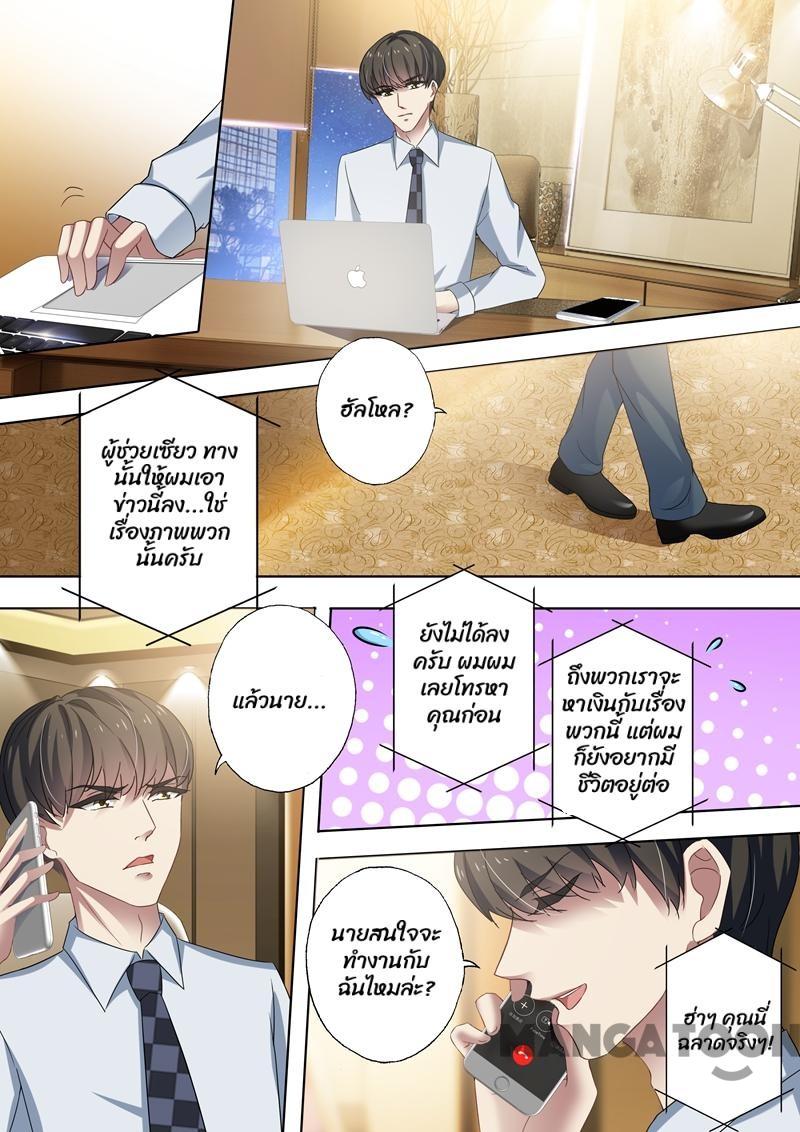 ฮัลโหล?
ผู้ช่วยเซียว ทาง
นั้นให้ผมเอา
ข่าวนี้ลง...ใช่
เรื่องภาพพวก
นั้นครับ
แล้วนาย...
ยังไม่ได้ลง
ครับ ผมผม
เลยโทรหา
คุณก่อน
ถึงพวกเราจะ
หาเงินกับเรื่อง
พวกนี้ แต่ผม
ก็ยังอยากมี
ชีวิตอยู่ต่อ
นายสนใจจะ
ทำงานกับ
ฉันไหมล่ะ?
ฮ่าๆ คุณนี่
ฉลาดจริงๆ!
MANGATOON